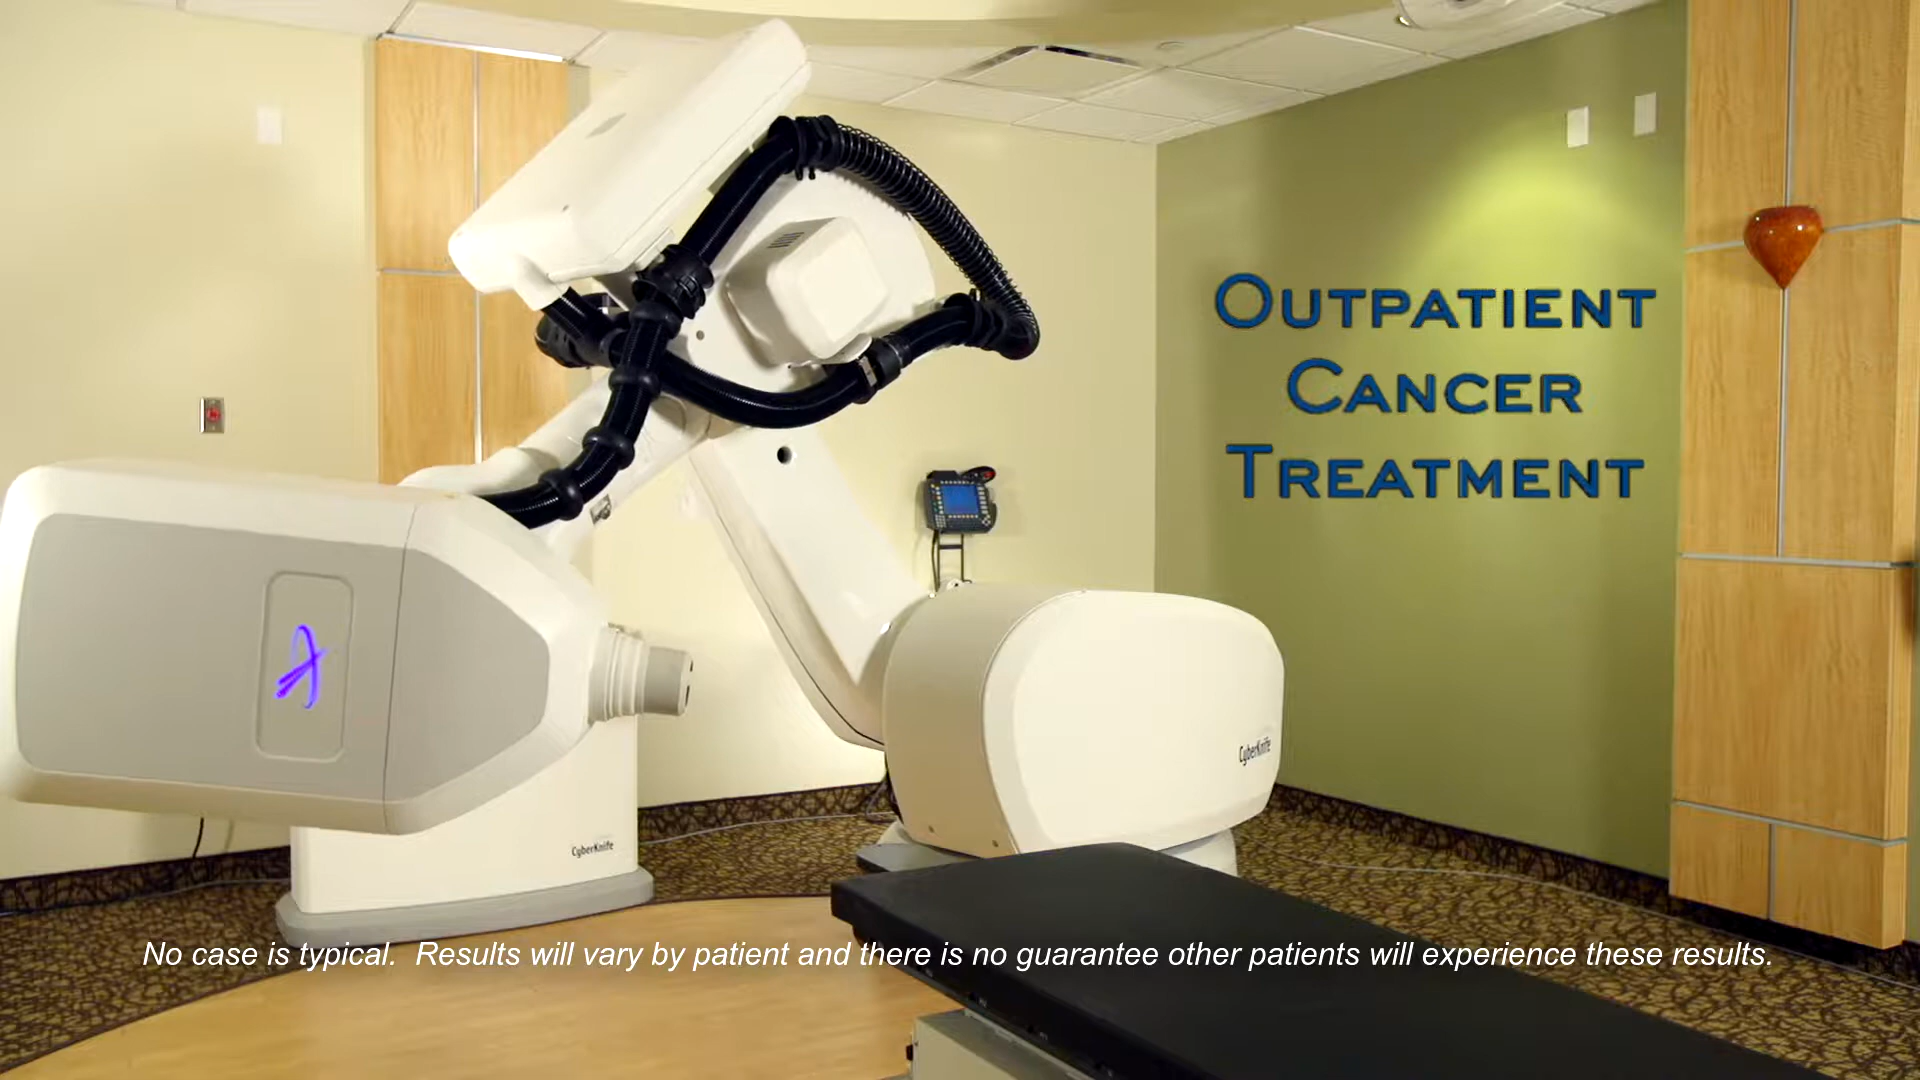 OUTPATIENT
CANCER
TREATMENT
CyberKnife
CyberKnife
No case is typical.  Results will vary by patient and there is no guarantee other patients will experience these results.